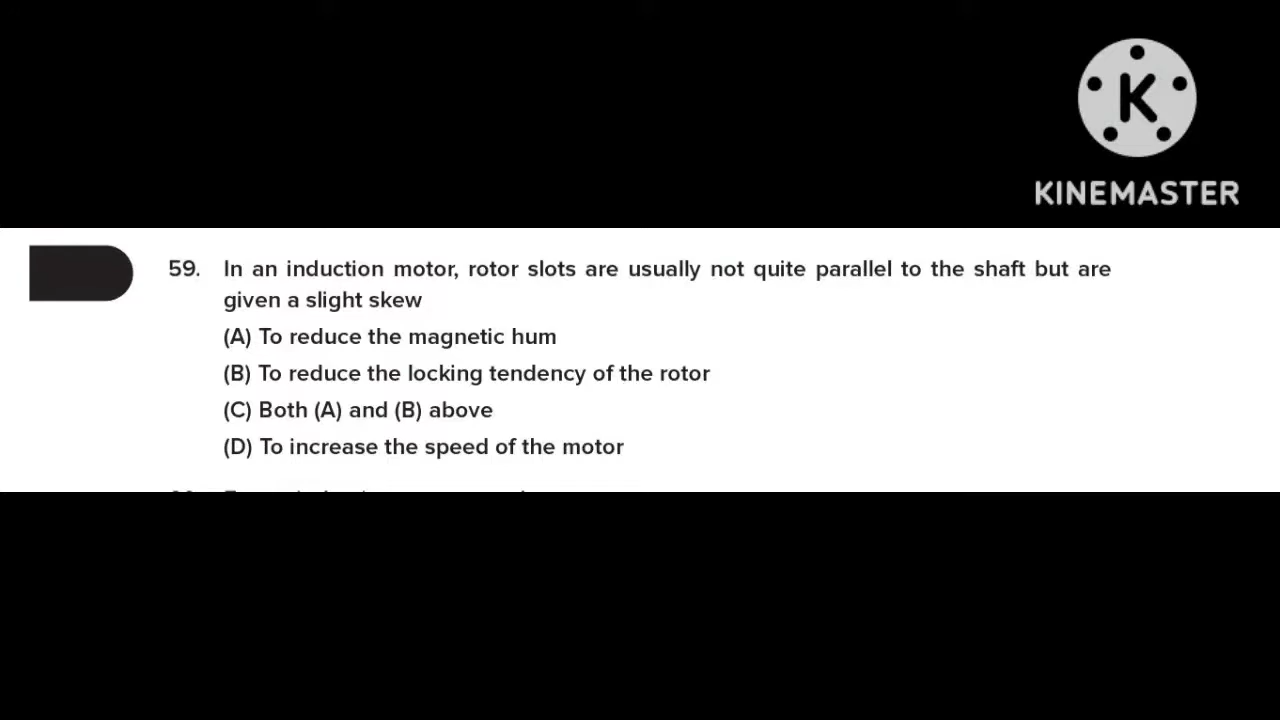 K
KINEMASTER
59. In an induction motor, rotor slots are usually not quite parallel to the shaft but are
given a slight skew
(A) To reduce the magnetic hum
(B) To reduce the locking tendency of the rotor
(C) Both (A) and (B) above
(D) To increase the speed of the motor